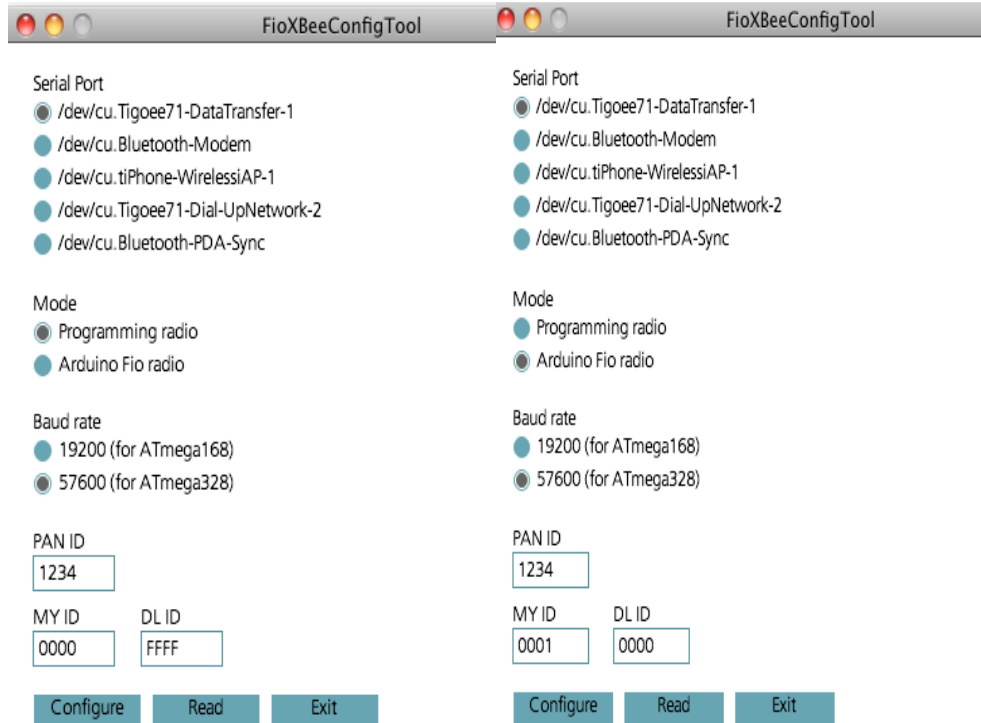 FioXBeeConfigTool
Serial Port
/dev/cu.Tigoee71-DataTransfer-1
/dev/cu.Bluetooth-Modem
/dev/cu.tiPhone-WirelessiAP-1
/dev/cu.Tigoee71-Dial-UpNetwork-2
/dev/cu.Bluetooth-PDA-Sync
Mode
Programming radio
Arduino Fio radio
Baud rate
19200 (for ATmega168)
57600 (for ATmega328)
PAN ID
1234
MY ID DL ID
0000 FFFF
Configure Read Exit
FioXBeeConfigTool
Serial Port
/dev/cu.Tigoee71-DataTransfer-1
/dev/cu.Bluetooth-Modem
/dev/cu.tiPhone-WirelessiAP-1
/dev/cu.Tigoee71-Dial-UpNetwork-2
/dev/cu.Bluetooth-PDA-Sync
Mode
Programming radio
Arduino Fio radio
Baud rate
19200 (for ATmega168)
57600 (for ATmega328)
PAN ID
1234
MY ID DL ID
0001 0000
Configure Read Exit